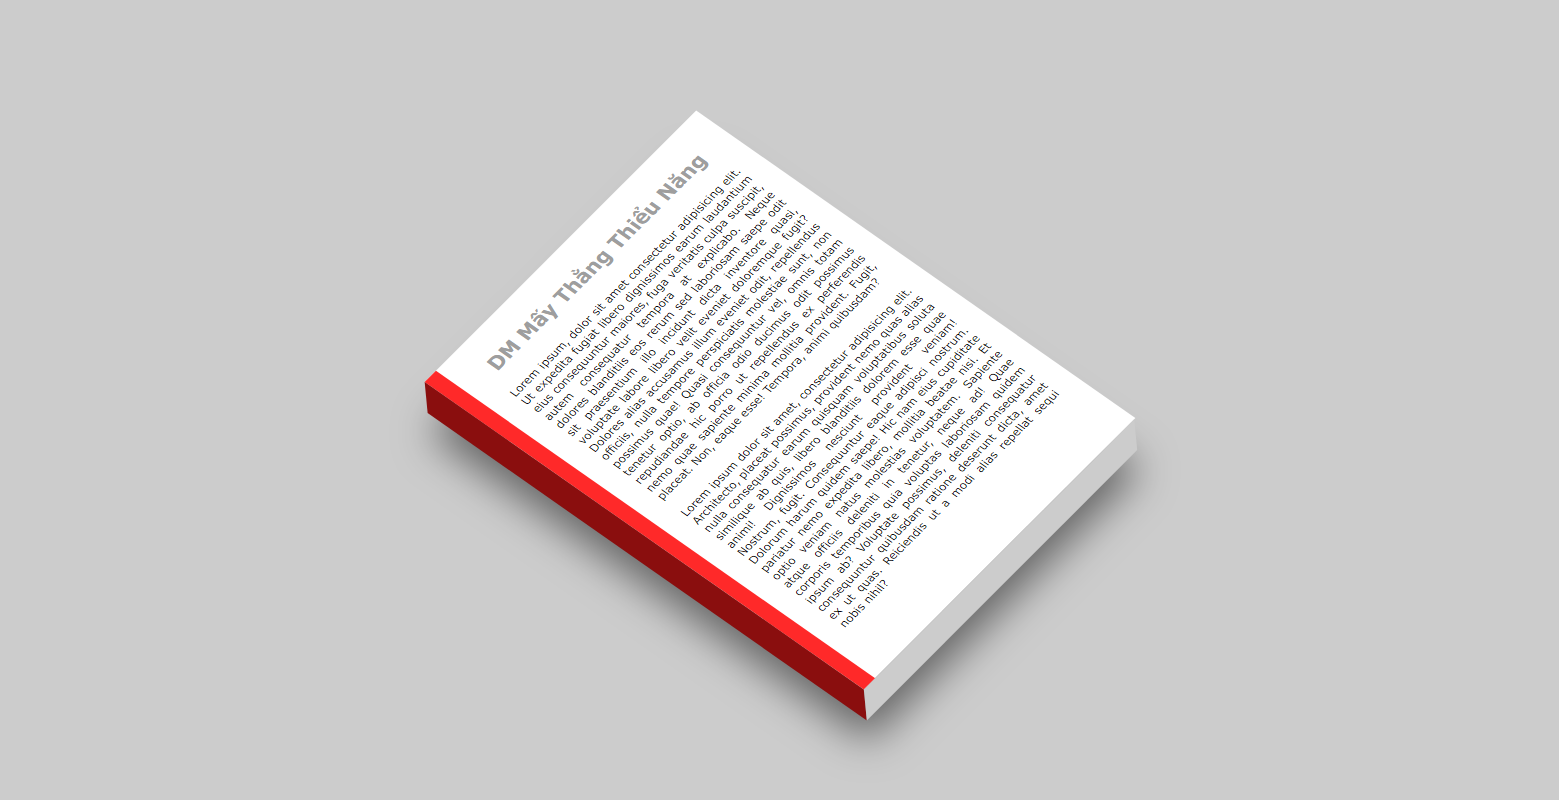 DM Mấy Thằng Thiểu Năng
Lorem ipsum, dolor sit amet consectetur adipisicing elit.
Ut expedita fugiat libero dignissimos earum laudantium
eius consequuntur maiores, fuga veritatis culpa suscipit,
autem consequatur tempora at explicabo. Neque
dolores blanditiis eos rerum sed laboriosam saepe odit
sit praesentium illo incidunt dicta inventore quasi,
voluptate labore libero velit eveniet doloremque fugit?
Dolores alias accusamus illum eveniet odit, repellendus
officiis, nulla tempore perspiciatis molestiae sunt, non
possimus quae! Quasi consequuntur vel, omnis totam
tenetur optio, ab officia odio ducimus odit possimus
repudiandae hic porro ut repellendus ex perferendis
nemo quae sapiente minima mollitia provident. Fugit,
placeat. Non, eaque esse! Tempora, animi quibusdam?
Lorem ipsum dolor sit amet, consectetur adipisicing elit.
Architecto, placeat possimus, provident nemo quas alias
nulla consequatur earum quisquam voluptatibus soluta
similique ab quis, libero blanditiis dolorem esse quae
animi! Dignissimos nesciunt provident veniam!
Nostrum, fugit. Consequuntur eaque adipisci nostrum.
Dolorum harum quidem saepe! Hic nam eius cupiditate
pariatur nemo expedita libero, mollitia beatae nisi. Et
optio veniam natus molestias voluptatem. Sapiente
atque officiis deleniti in tenetur, neque ad! Quae
corporis temporibus quia voluptas laboriosam quidem
ipsum ab? Voluptate possimus, deleniti consequatur
consequuntur quibusdam ratione deserunt dicta, amet
ex ut quas. Reiciendis ut a modi alias repellat sequi
nobis nihil?